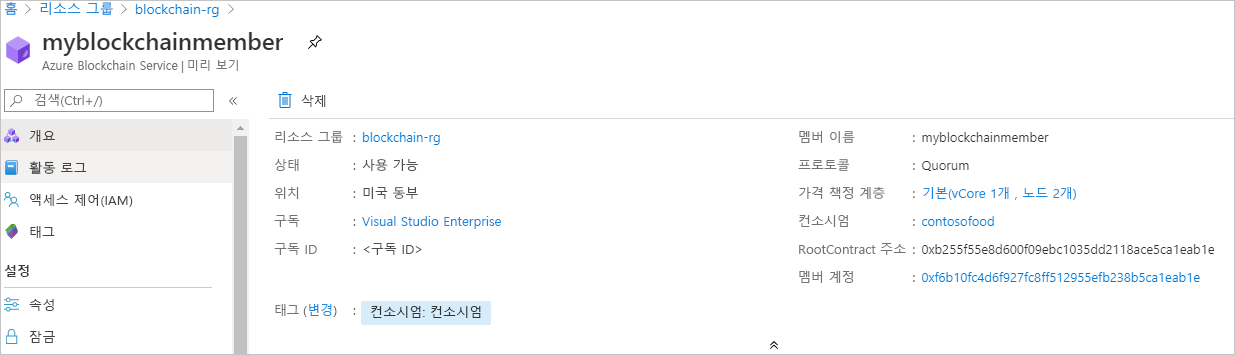 홈 > 리소스 그룹 > blockchain-rg >
myblockchainmember
Azure Blockchain Service | 미리 보기
검색(Ctrl+/)
«
개요
활동 로그
액세스 제어(IAM)
태그
설정
속성
잠금
삭제
리소스 그룹 : blockchain-rg
상태 : 사용 가능
위치 : 미국 동부
구독 : Visual Studio Enterprise
구독 ID : <구독 ID>
태그 (변경) : 컨소시엄: 컨소시엄
멤버 이름 : myblockchainmember
프로토콜 : Quorum
가격 책정 계층 : 기본(vCore 1개 , 노드 2개)
컨소시엄 : contosofood
RootContract 주소 : 0xb255f55e8d600f09ebc1035dd2118ace5ca1eab1e
멤버 계정 : 0xf6b10fc4d6f927fc8ff512955efb238b5ca1eab1e